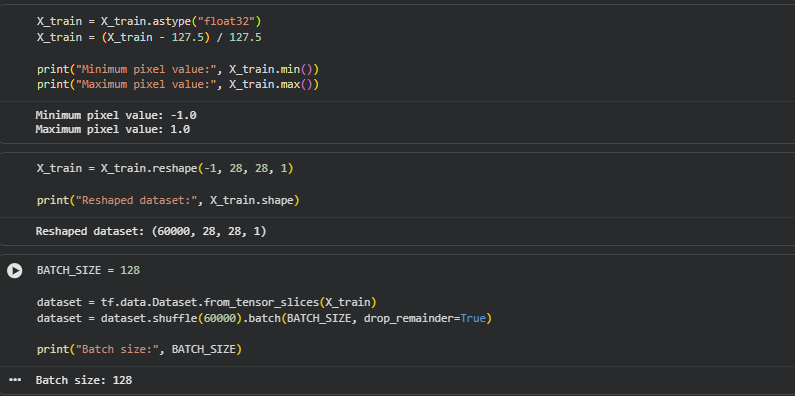 X_train = X_train.astype("float32")
X_train = (X_train - 127.5) / 127.5
print("Minimum pixel value:", X_train.min())
print("Maximum pixel value:", X_train.max())
Minimum pixel value: -1.0
Maximum pixel value: 1.0
X_train = X_train.reshape(-1, 28, 28, 1)
print("Reshaped dataset:", X_train.shape)
Reshaped dataset: (60000, 28, 28, 1)
BATCH_SIZE = 128
dataset = tf.data.Dataset.from_tensor_slices(X_train)
dataset = dataset.shuffle(60000).batch(BATCH_SIZE, drop_remainder=True)
print("Batch size:", BATCH_SIZE)
Batch size: 128